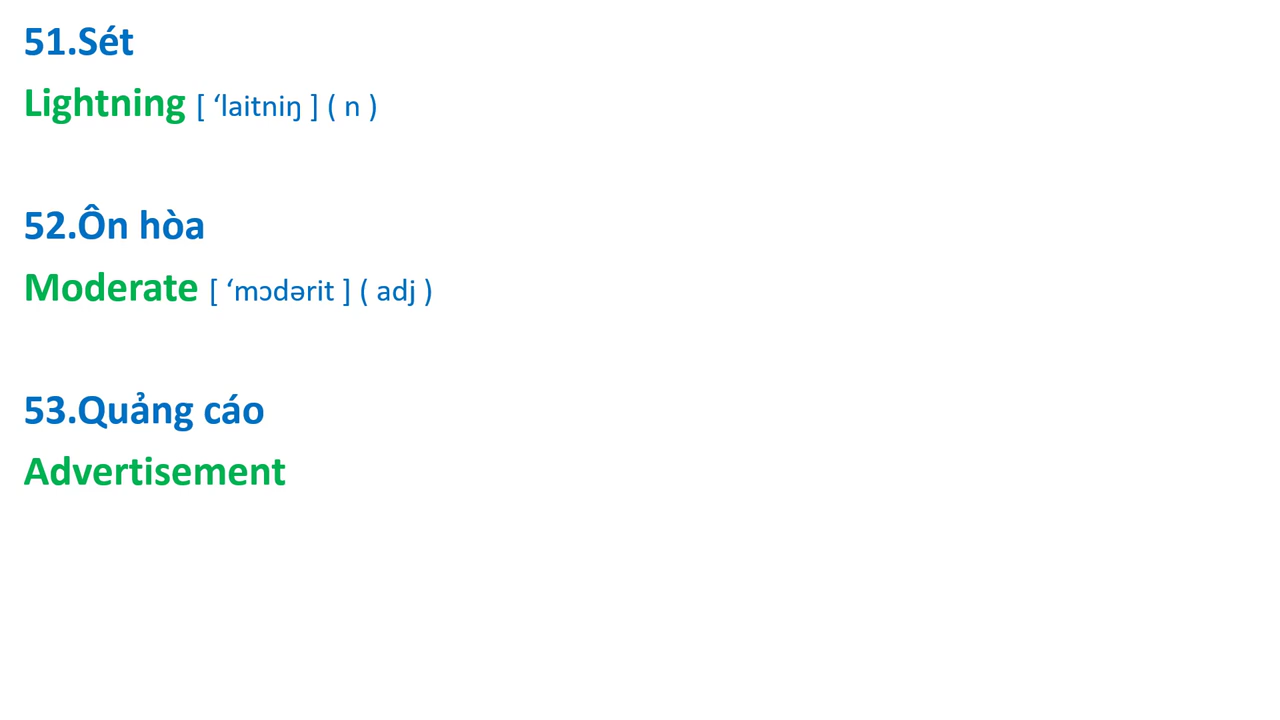 51.Sét
Lightning [ ‘laitniŋ ] ( n )
52.Ôn hòa
Moderate [ ‘mɔdərit ] ( adj )
53.Quảng cáo
Advertisement